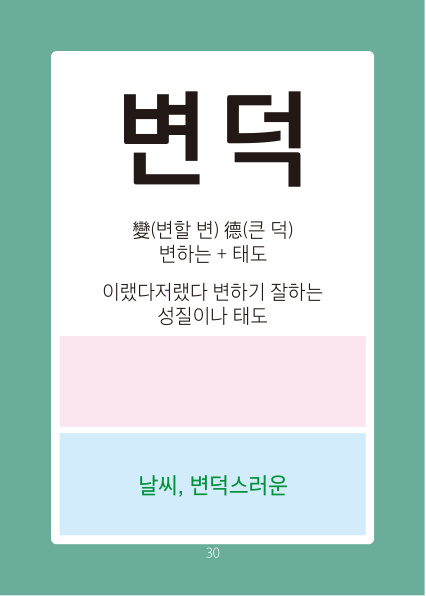 변덕
變(변할 변) 德(큰 덕)
변하는 + 태도
이랬다저랬다 변하기 잘하는
성질이나 태도
날씨, 변덕스러운
30